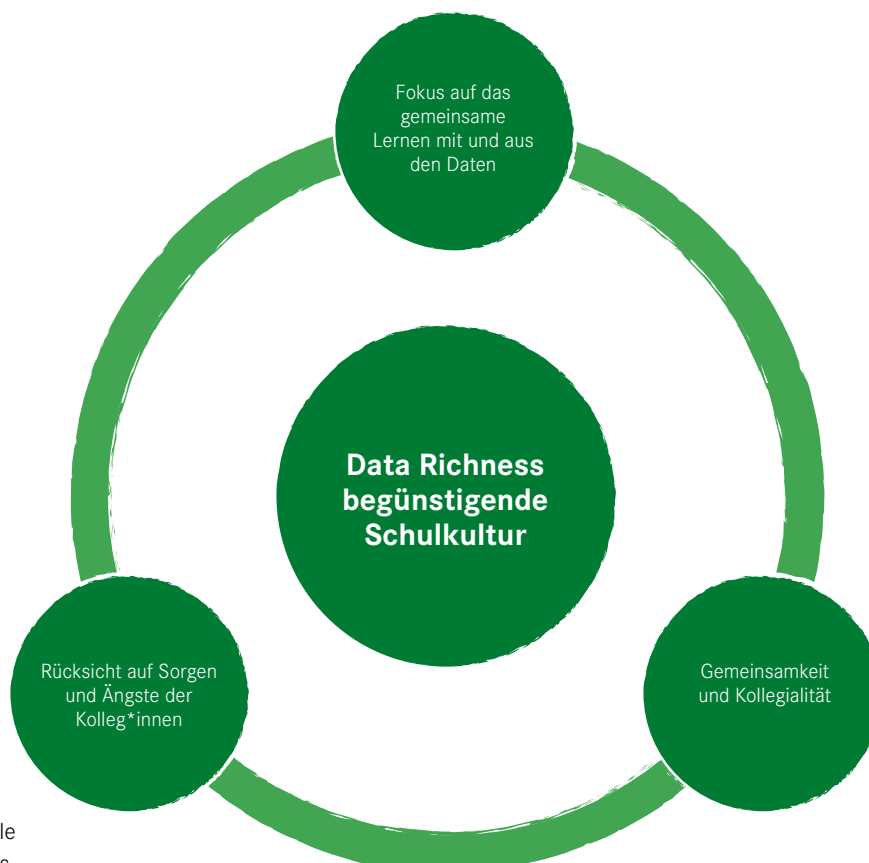 Fokus auf das
gemeinsame
Lernen mit und aus
den Daten
Data Richness
begünstigende
Schulkultur
Rücksicht auf Sorgen
und Ängste der
Kolleg*innen
Gemeinsamkeit
und Kollegialität